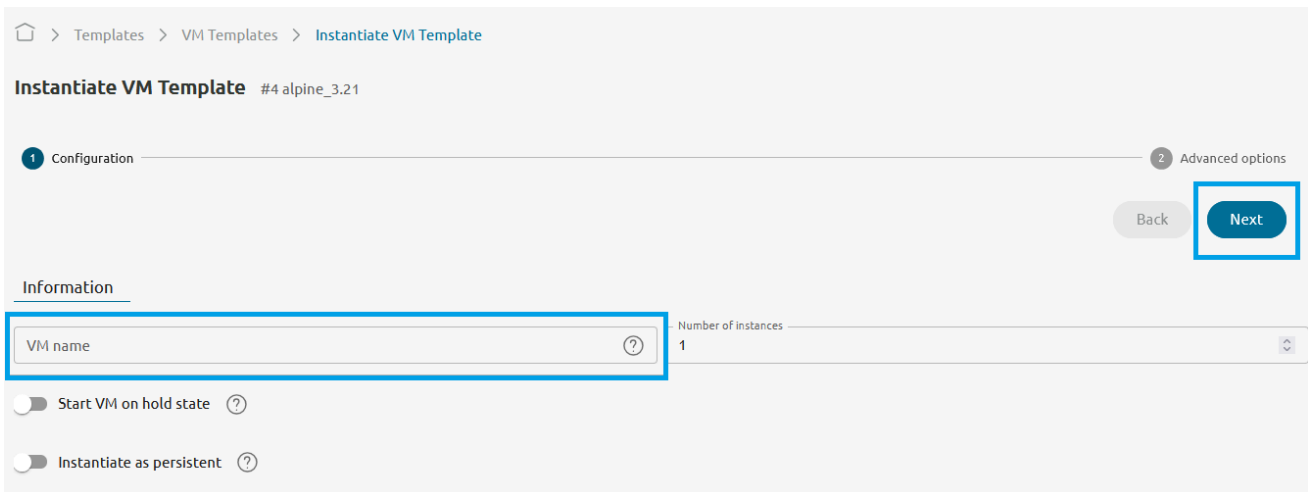 Templates > VM Templates > Instantiate VM Template
Instantiate VM Template #4 alpine_3.21
1 Configuration 2 Advanced options
Back Next
Information
Number of instances
VM name ? 1
Start VM on hold state ?
Instantiate as persistent ?